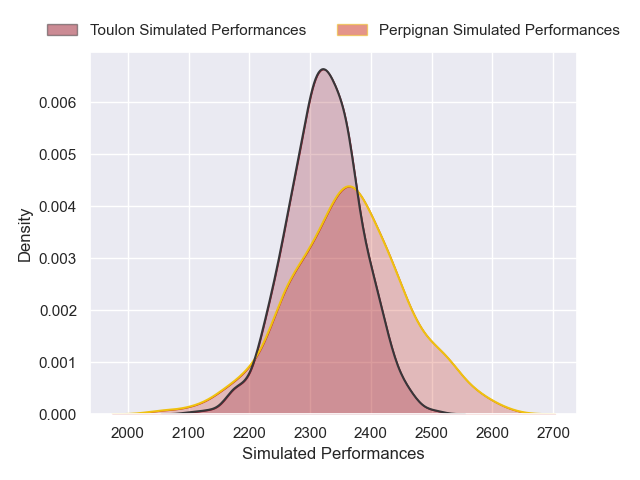 Toulon Simulated Performances Perpignan Simulated Performances
0.006
0.005
0.004
0.003
0.002
0.001
0.000
Density
2000 2100 2200 2300 2400 2500 2600 2700
Simulated Performances